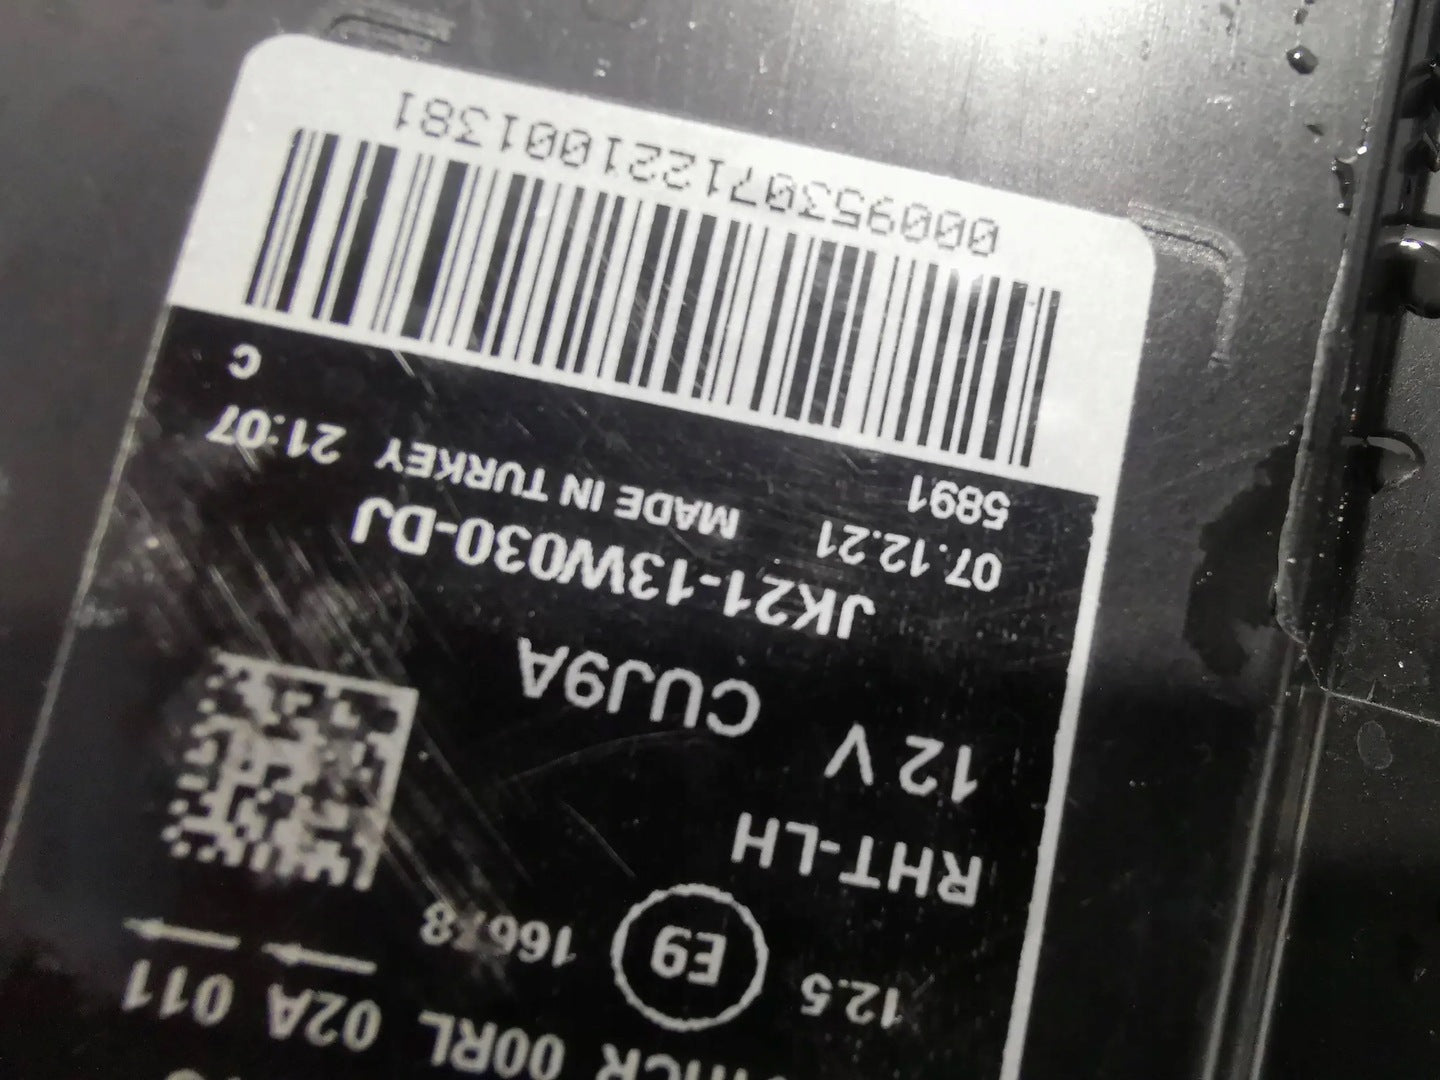 00RL 02A 011
12.5 E9 16678
RHT-LH
12 V CUJ9A
JK21-13W030-DJ
07.12.21 MADE IN TURKEY 21:07
5891 C
000953071221001381